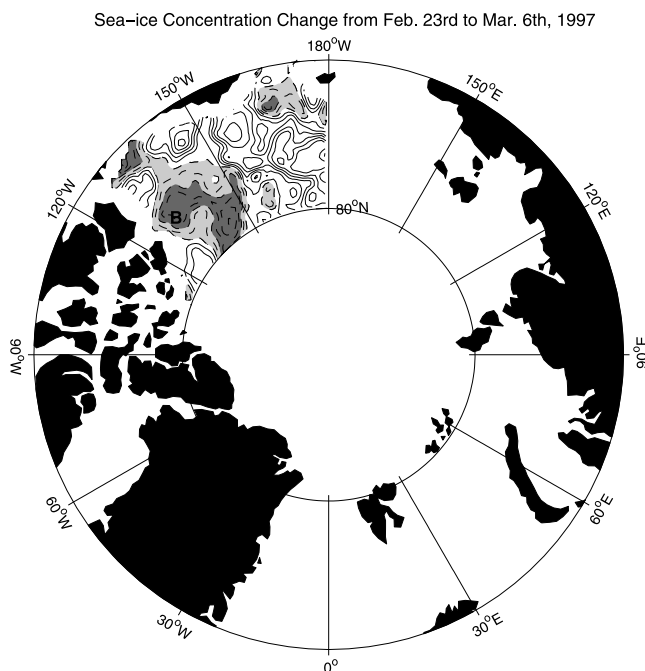 Sea−ice Concentration Change from Feb. 23rd to Mar. 6th, 1997
180°W
150°W
150°E
120°W
120°E
80°N
B
90°W
90°E
60°W
60°E
30°W
30°E
0°